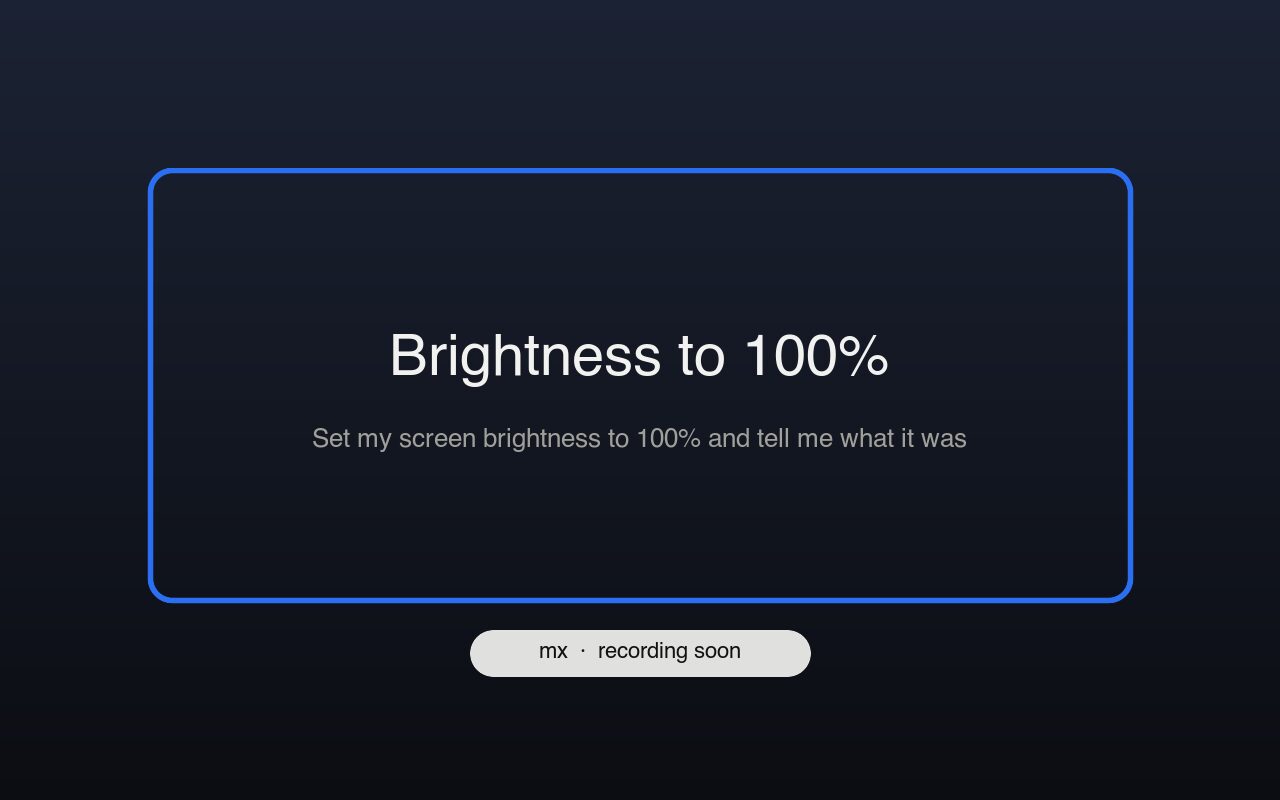 Brightness to 100%
Set my screen brightness to 100% and tell me what it was
mx · recording soon